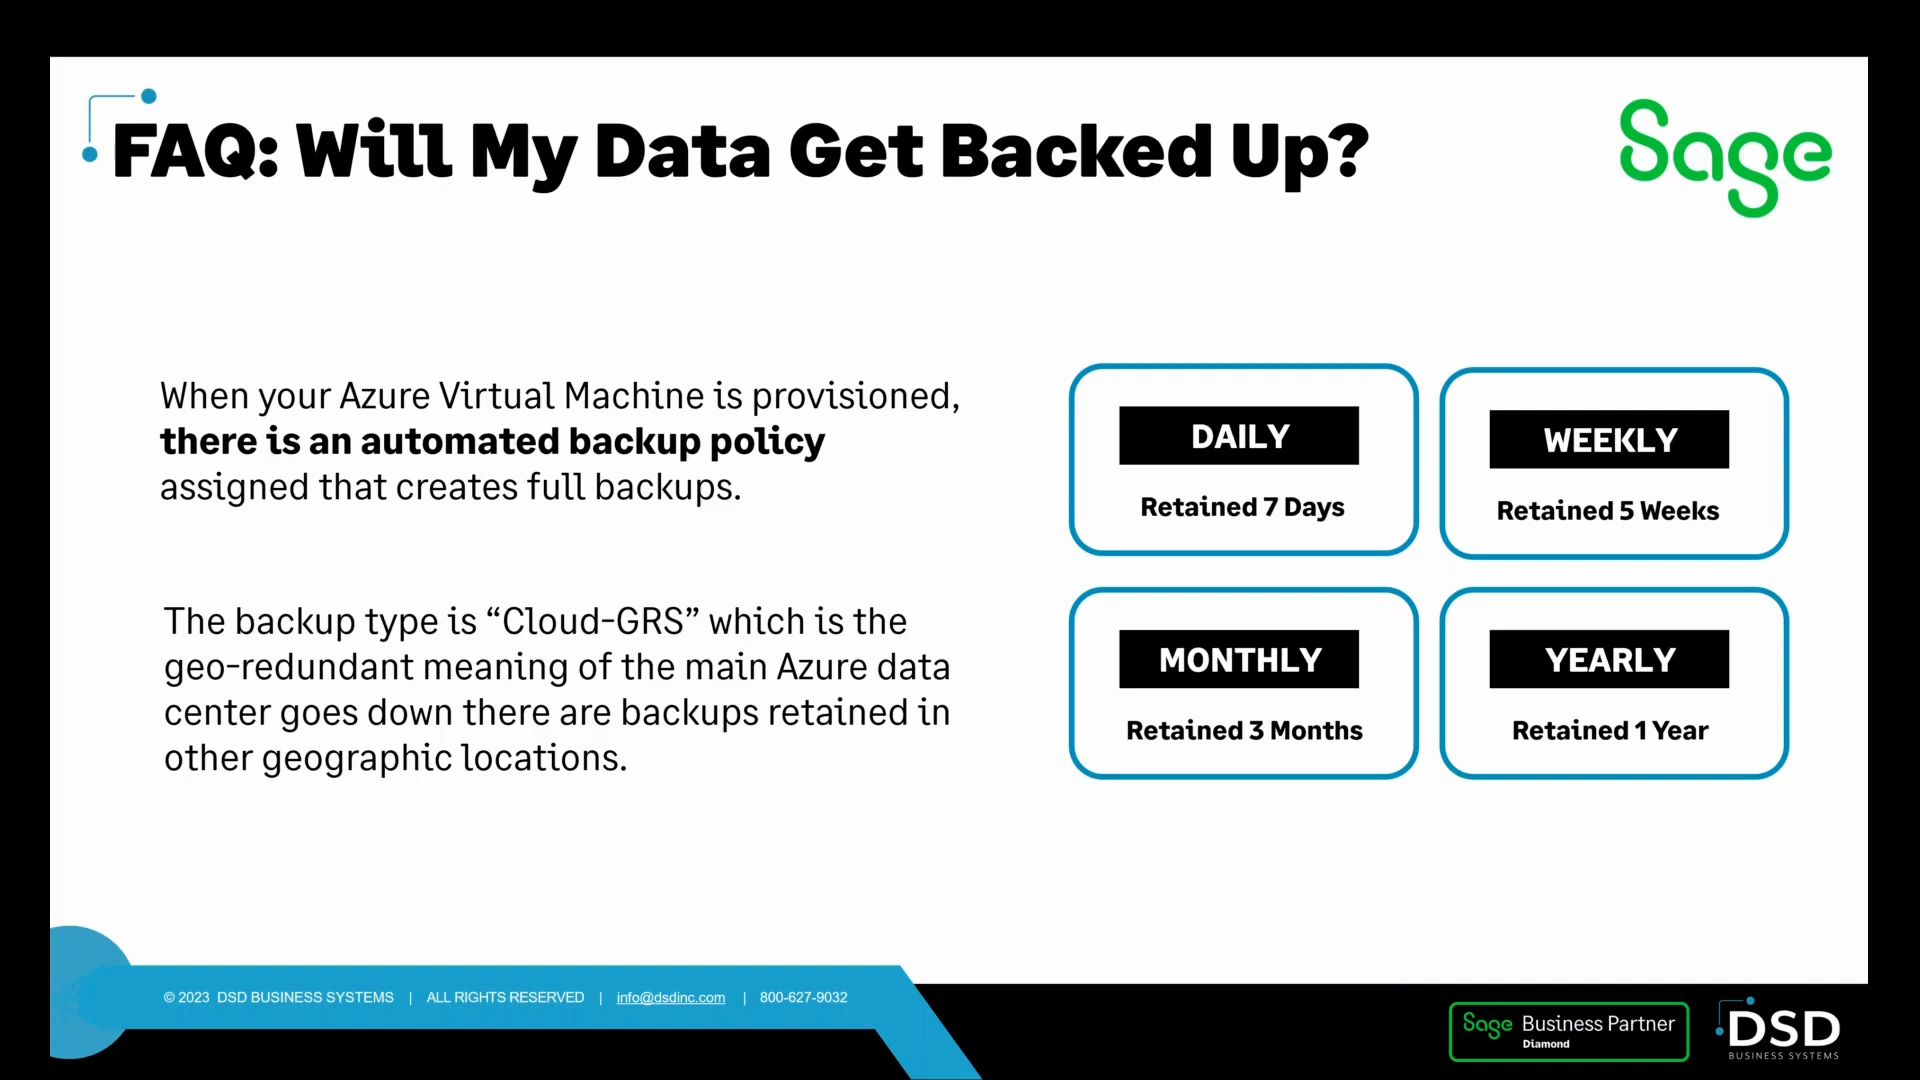 FAQ: Will My Data Get Backed Up?
Sage
When your Azure Virtual Machine is provisioned,
there is an automated backup policy
assigned that creates full backups.
The backup type is “Cloud-GRS” which is the
geo-redundant meaning of the main Azure data
center goes down there are backups retained in
other geographic locations.
DAILY
Retained 7 Days
WEEKLY
Retained 5 Weeks
MONTHLY
Retained 3 Months
YEARLY
Retained 1 Year
© 2023 DSD BUSINESS SYSTEMS | ALL RIGHTS RESERVED | info@dsdinc.com | 800-627-9032
Sage Business Partner
Diamond
DSD
BUSINESS SYSTEMS